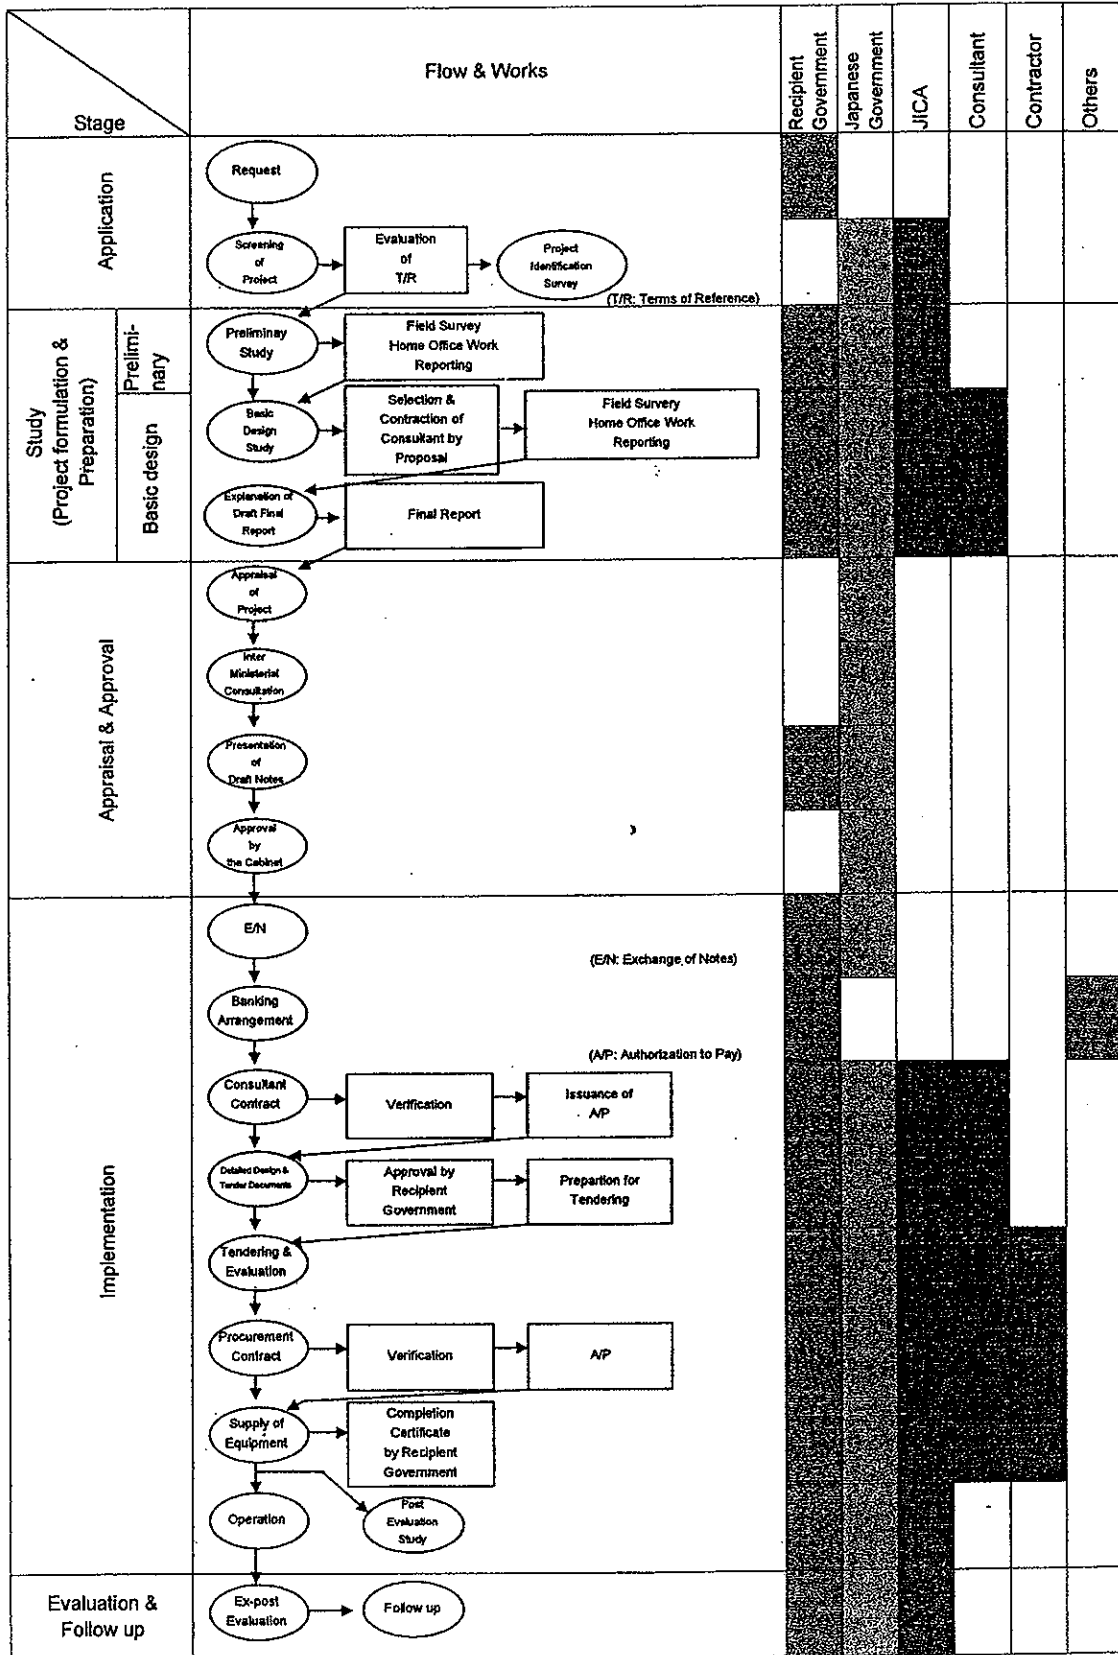 Stage
Flow & Works
Recipient
Government
Japanese
Government
JICA
Consultant
Contractor
Others
Application
Request
Screening
of
Project
Evaluation
of
T/R
Project
Identification
Survey
(T/R: Terms of Reference)
Study
(Project formulation &
Preparation)
Prelimi-
nary
Preliminay
Study
Field Survey
Home Office Work
Reporting
Basic design
Basic
Design
Study
Selection &
Contraction of
Consultant by
Proposal
Field Survery
Home Office Work
Reporting
Explanation of
Draft Final
Report
Final Report
Appraisal & Approval
Appraisal
of
Project
Inter
Ministerial
Consultation
Presentation
of
Draft Notes
Approval
by
the Cabinet
Implementation
E/N
(E/N: Exchange of Notes)
Banking
Arrangement
(A/P: Authorization to Pay)
Consultant
Contract
Verification
Issuance of
A/P
Detailed Design &
Tender Documents
Approval by
Recipient
Government
Prepartion for
Tendering
Tendering &
Evaluation
Procurement
Contract
Verification
A/P
Supply of
Equipment
Completion
Certificate
by Recipient
Government
Operation
Post
Evaluation
Study
Evaluation &
Follow up
Ex-post
Evaluation
Follow up